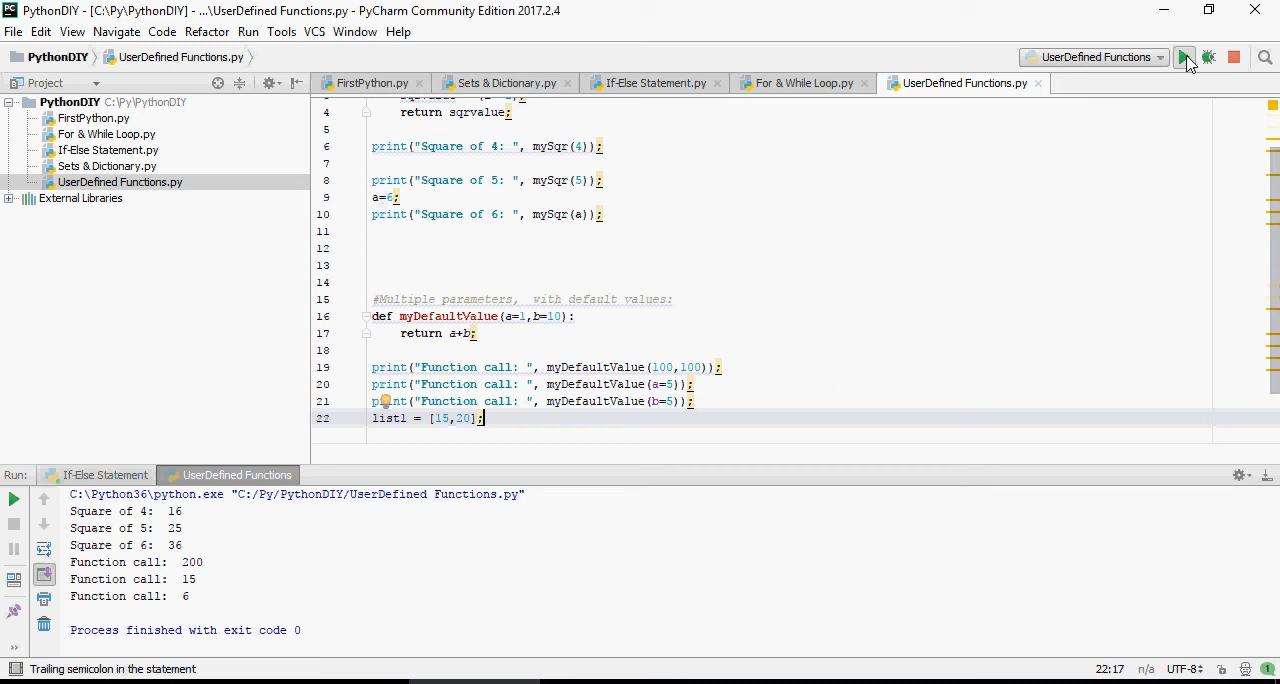 PythonDIY - [C:\Py\PythonDIY] - ...\UserDefined Functions.py - PyCharm Community Edition 2017.2.4
File Edit View Navigate Code Refactor Run Tools VCS Window Help
PythonDIY UserDefined Functions.py UserDefined Functions
Project FirstPython.py Sets & Dictionary.py If-Else Statement.py For & While Loop.py UserDefined Functions.py
PythonDIY C:\Py\PythonDIY
FirstPython.py
For & While Loop.py
If-Else Statement.py
Sets & Dictionary.py
UserDefined Functions.py
External Libraries
4 return sqrvalue;
5
6 print("Square of 4: ", mySqr(4));
7
8 print("Square of 5: ", mySqr(5));
9 a=6;
10 print("Square of 6: ", mySqr(a));
11
12
13
14
15 #Multiple parameters,  with default values:
16 def myDefaultValue(a=1,b=10):
17 return a+b;
18
19 print("Function call: ", myDefaultValue(100,100));
20 print("Function call: ", myDefaultValue(a=5));
21 print("Function call: ", myDefaultValue(b=5));
22 list1 = [15,20];
Run: If-Else Statement UserDefined Functions
C:\Python36\python.exe "C:/Py/PythonDIY/UserDefined Functions.py"
Square of 4:  16
Square of 5:  25
Square of 6:  36
Function call:  200
Function call:  15
Function call:  6
Process finished with exit code 0
Trailing semicolon in the statement 22:17 n/a UTF-8 1